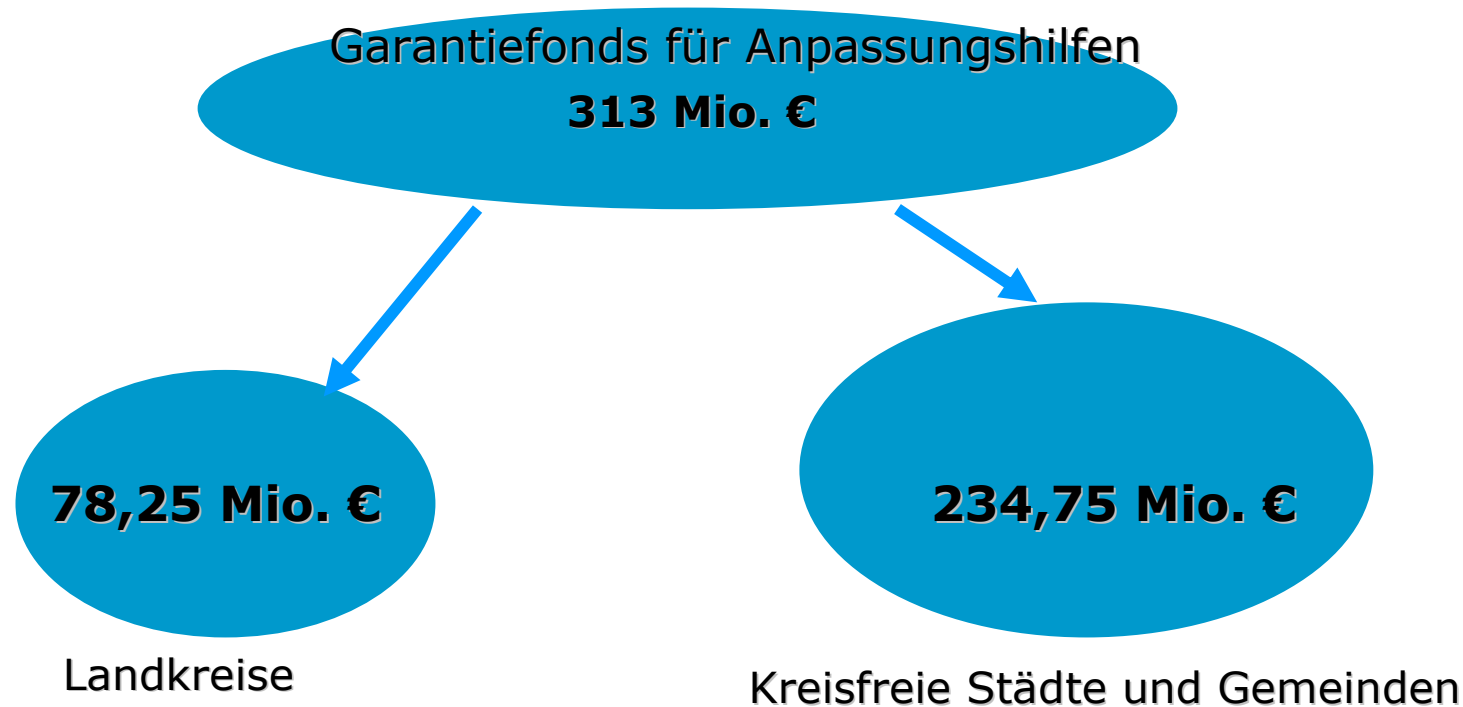 Garantiefonds für Anpassungshilfen
313 Mio. €
78,25 Mio. €
234,75 Mio. €
Landkreise
Kreisfreie Städte und Gemeinden